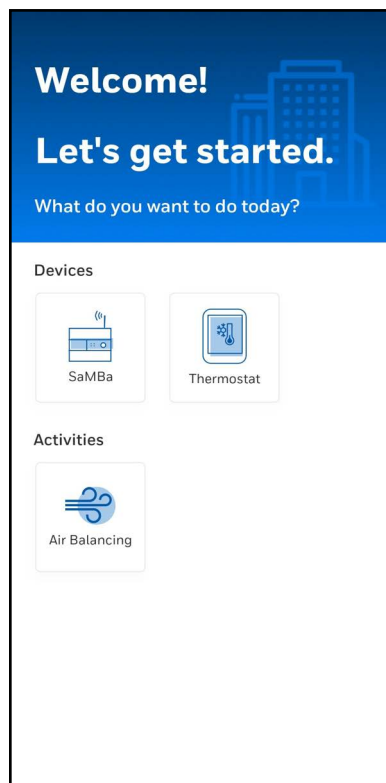 Welcome!
Let's get started.
What do you want to do today?
Devices
SaMBa
Thermostat
Activities
Air Balancing